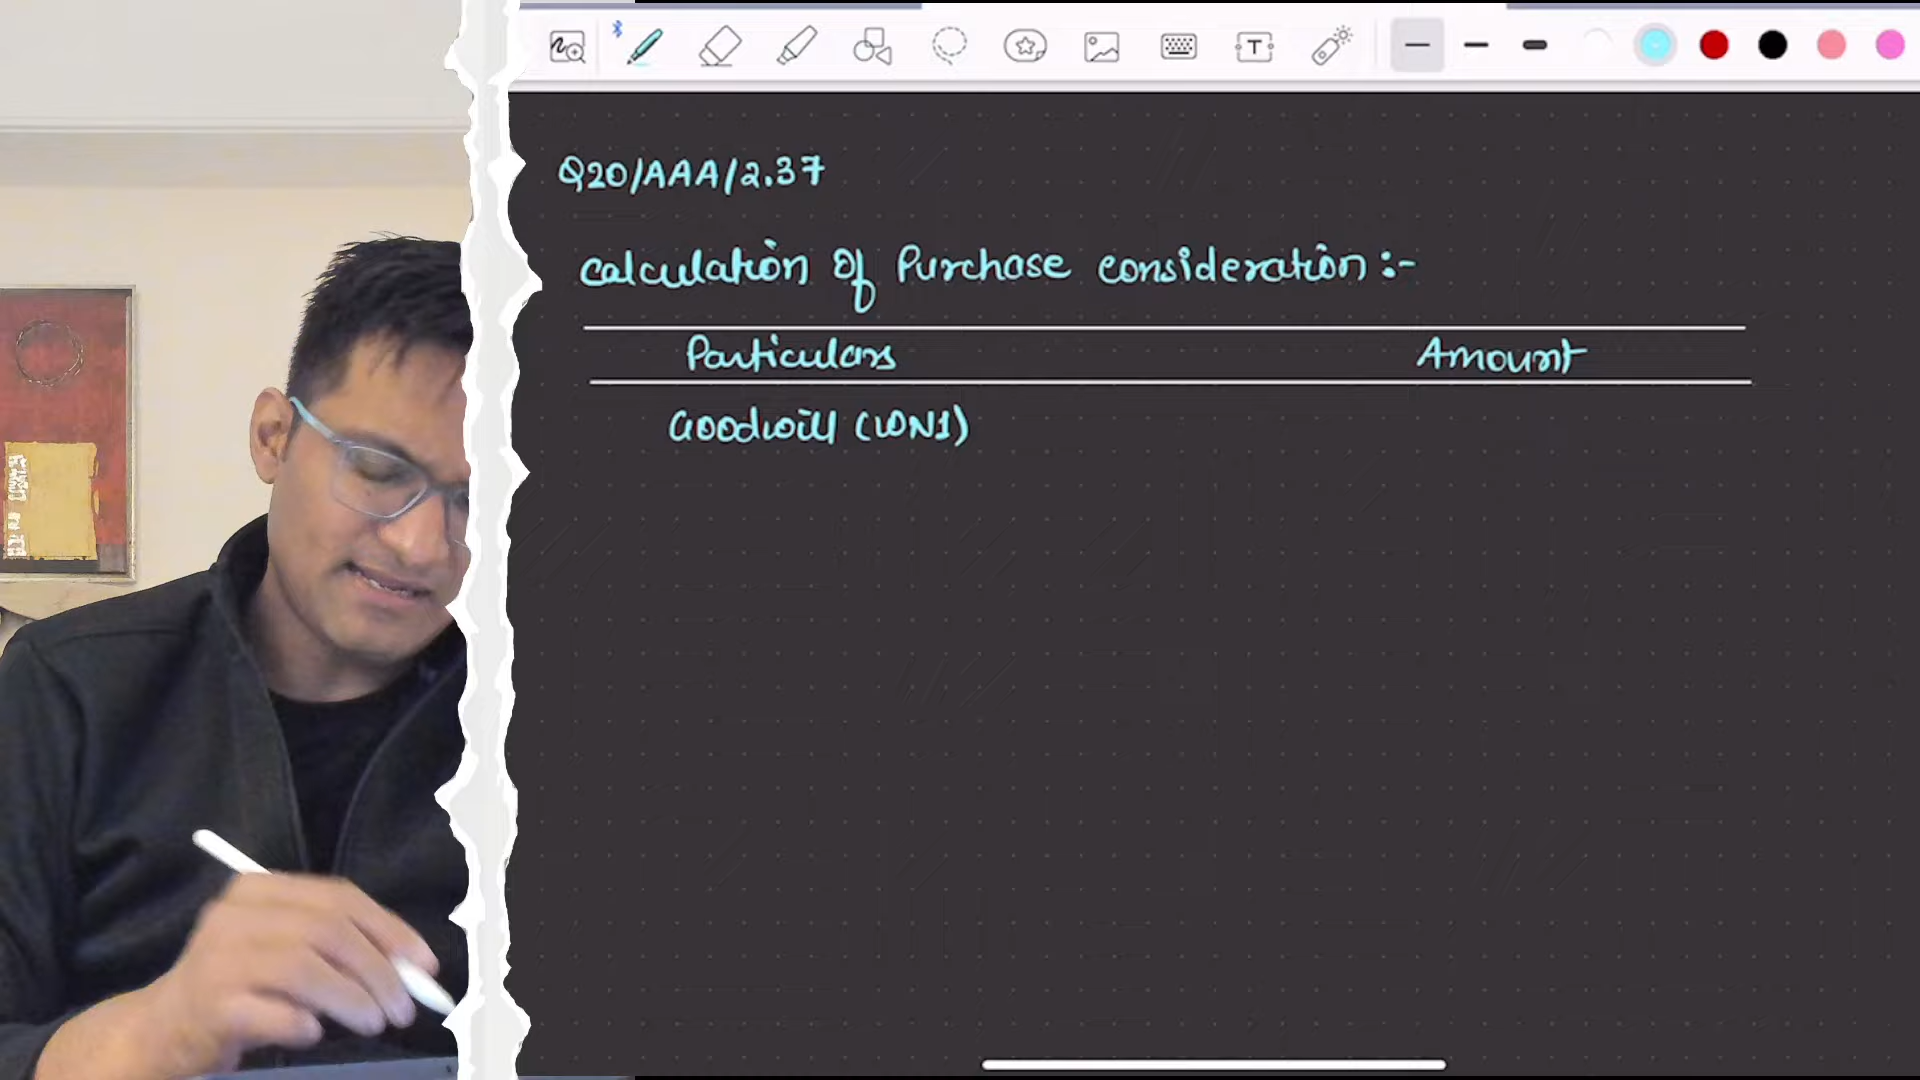 Q20/AAA/2.37
Calculation of Purchase consideration :-
Particulars Amount
Goodwill (WN1)